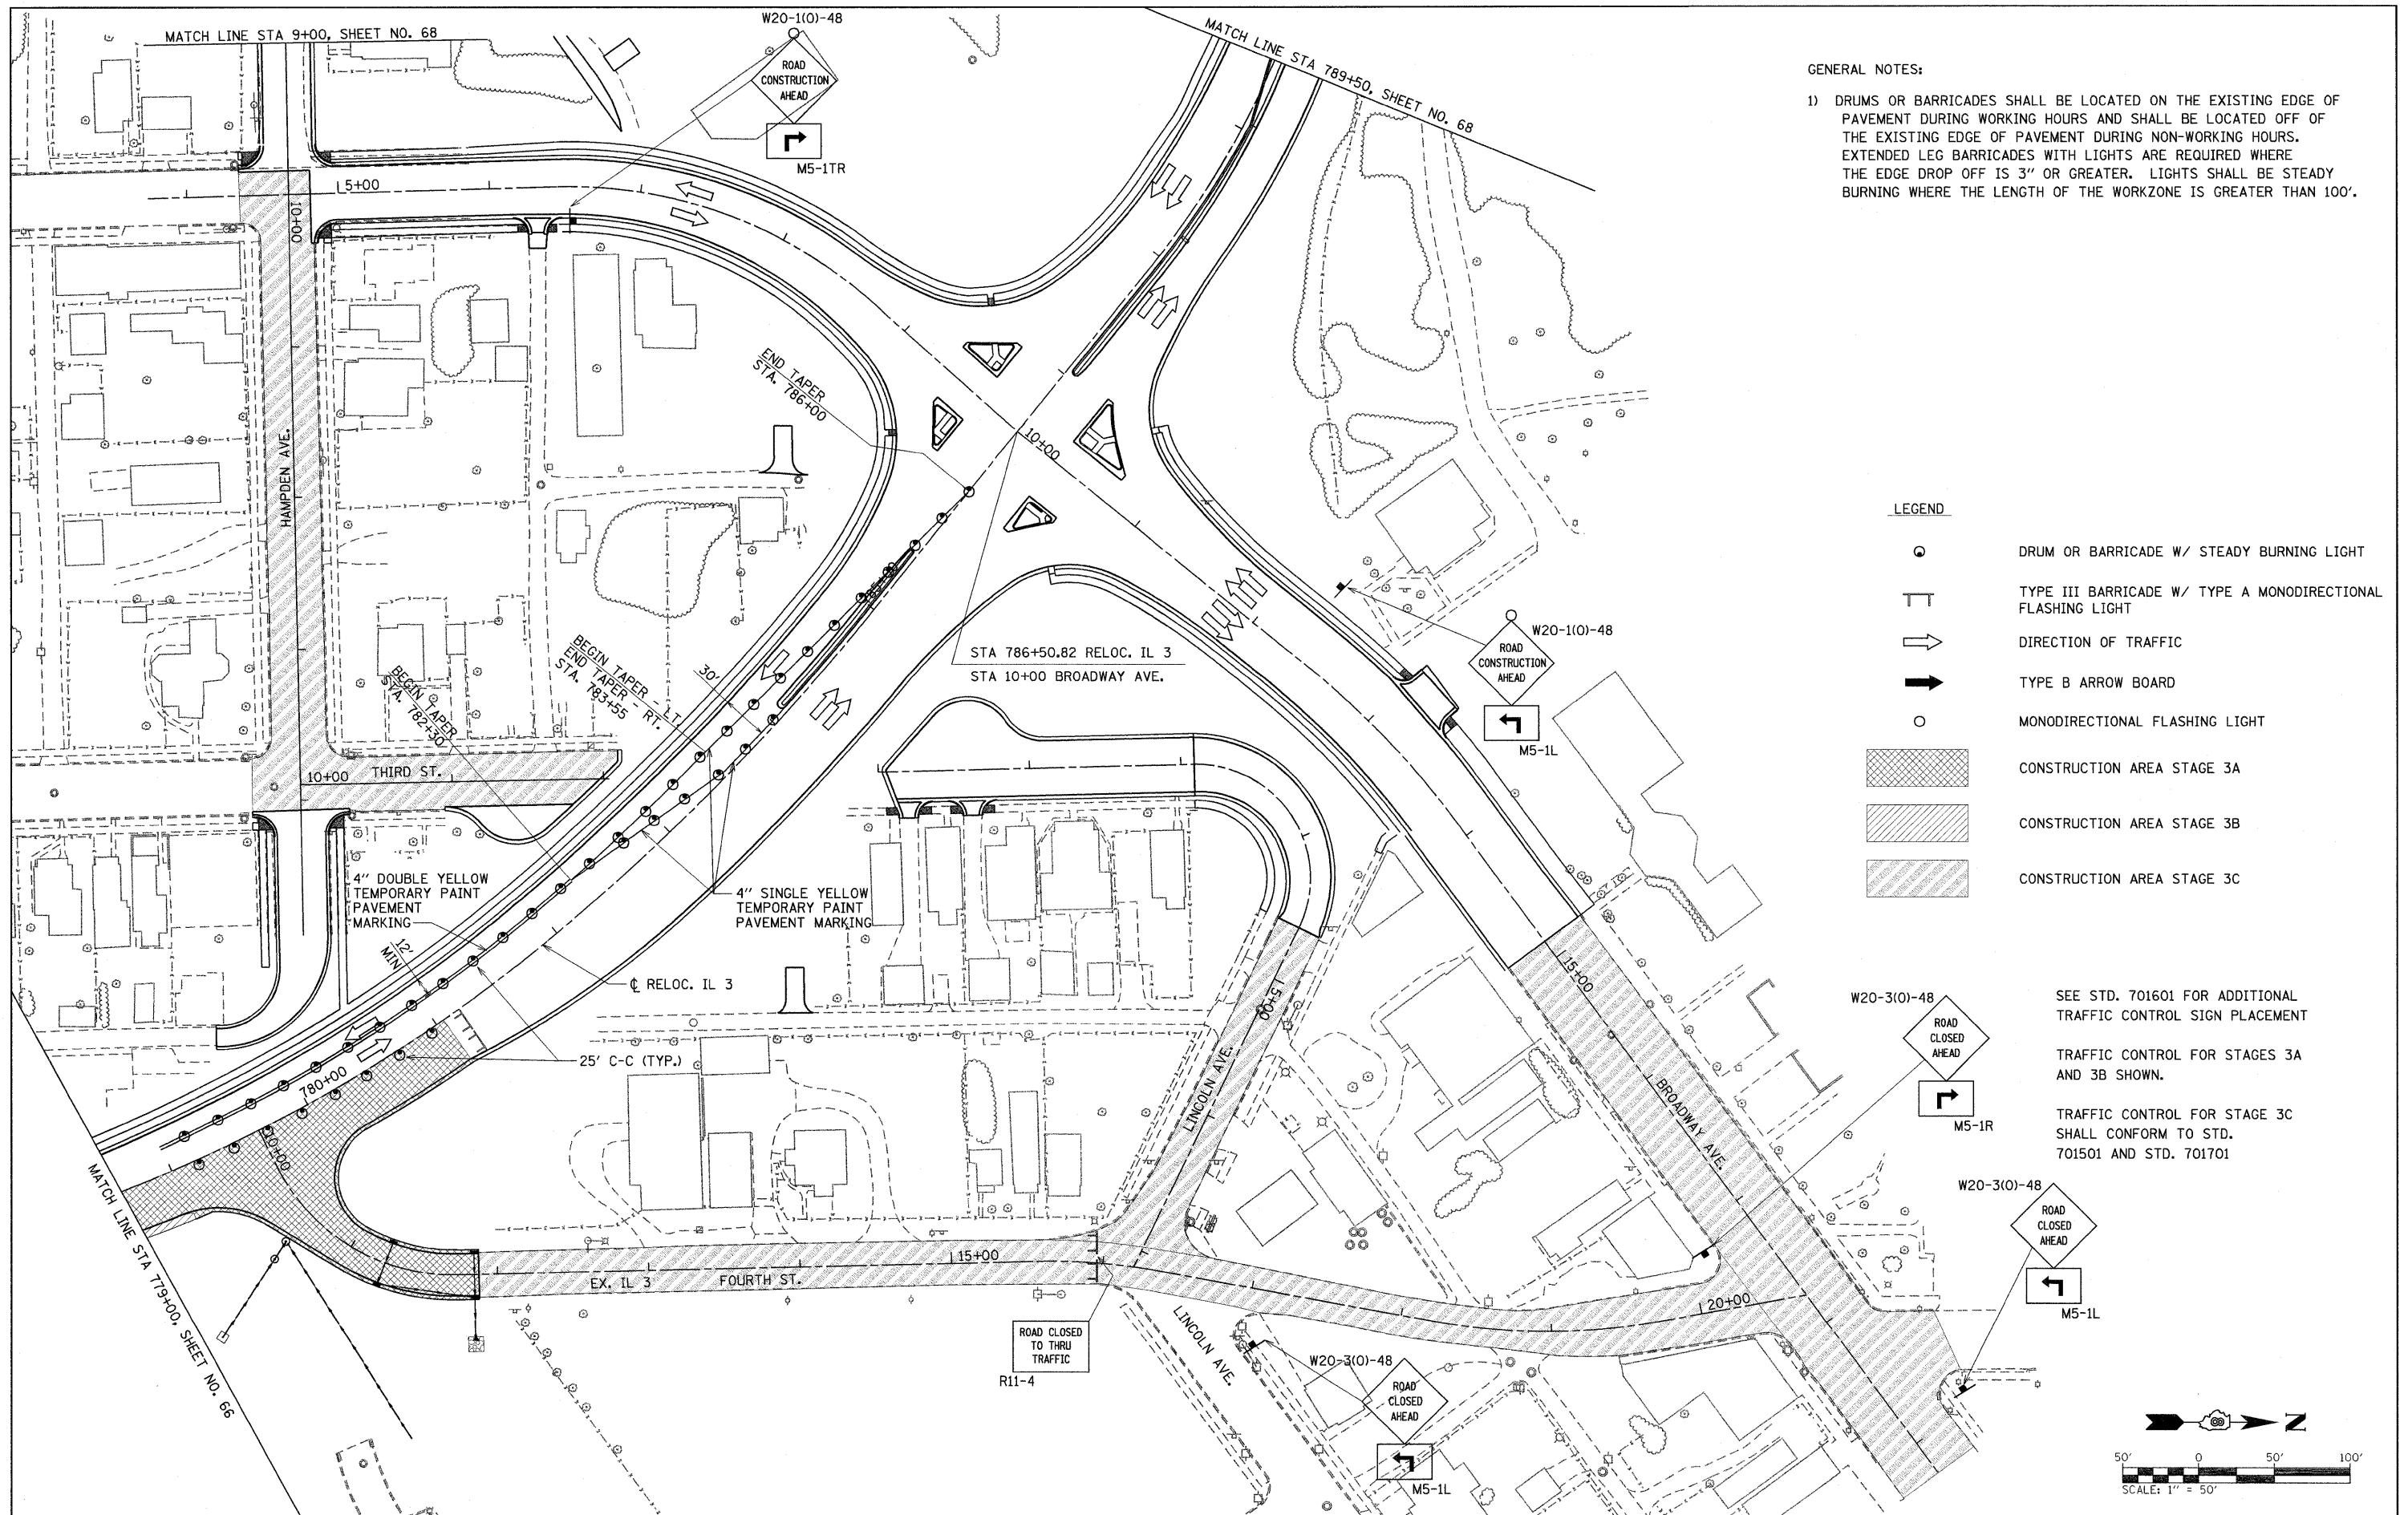 MATCH LINE STA 9+00, SHEET NO. 68
W20-1(O)-48
ROAD
CONSTRUCTION
AHEAD
M5-1TR
MATCH LINE STA 789+50, SHEET NO. 68
GENERAL NOTES:
1) DRUMS OR BARRICADES SHALL BE LOCATED ON THE EXISTING EDGE OF
PAVEMENT DURING WORKING HOURS AND SHALL BE LOCATED OFF OF
THE EXISTING EDGE OF PAVEMENT DURING NON-WORKING HOURS.
EXTENDED LEG BARRICADES WITH LIGHTS ARE REQUIRED WHERE
THE EDGE DROP OFF IS 3" OR GREATER. LIGHTS SHALL BE STEADY
BURNING WHERE THE LENGTH OF THE WORKZONE IS GREATER THAN 100'.
5+00
10+00
HAMPDEN AVE.
END TAPER
STA. 786+00
10+00
STA 786+50.82 RELOC. IL 3
STA 10+00 BROADWAY AVE.
BEGIN TAPER - LT.
END TAPER - RT.
STA. 783+55
30'
BEGIN TAPER
STA. 782+30
10+00
THIRD ST.
W20-1(O)-48
ROAD
CONSTRUCTION
AHEAD
M5-1L
LEGEND
DRUM OR BARRICADE W/ STEADY BURNING LIGHT
TYPE III BARRICADE W/ TYPE A MONODIRECTIONAL
FLASHING LIGHT
DIRECTION OF TRAFFIC
TYPE B ARROW BOARD
MONODIRECTIONAL FLASHING LIGHT
CONSTRUCTION AREA STAGE 3A
CONSTRUCTION AREA STAGE 3B
CONSTRUCTION AREA STAGE 3C
4" DOUBLE YELLOW
TEMPORARY PAINT
PAVEMENT
MARKING
4" SINGLE YELLOW
TEMPORARY PAINT
PAVEMENT MARKING
12'
MIN
℄ RELOC. IL 3
25' C-C (TYP.)
780+00
10+00
MATCH LINE STA 779+00, SHEET NO. 66
EX. IL 3
FOURTH ST.
15+00
5+00
LINCOLN AVE.
15+00
BROADWAY AVE.
20+00
LINCOLN AVE.
ROAD CLOSED
TO THRU
TRAFFIC
R11-4
W20-3(O)-48
ROAD
CLOSED
AHEAD
M5-1L
W20-3(O)-48
ROAD
CLOSED
AHEAD
M5-1R
W20-3(O)-48
ROAD
CLOSED
AHEAD
M5-1L
SEE STD. 701601 FOR ADDITIONAL
TRAFFIC CONTROL SIGN PLACEMENT
TRAFFIC CONTROL FOR STAGES 3A
AND 3B SHOWN.
TRAFFIC CONTROL FOR STAGE 3C
SHALL CONFORM TO STD.
701501 AND STD. 701701
N
50' 0 50' 100'
SCALE: 1" = 50'